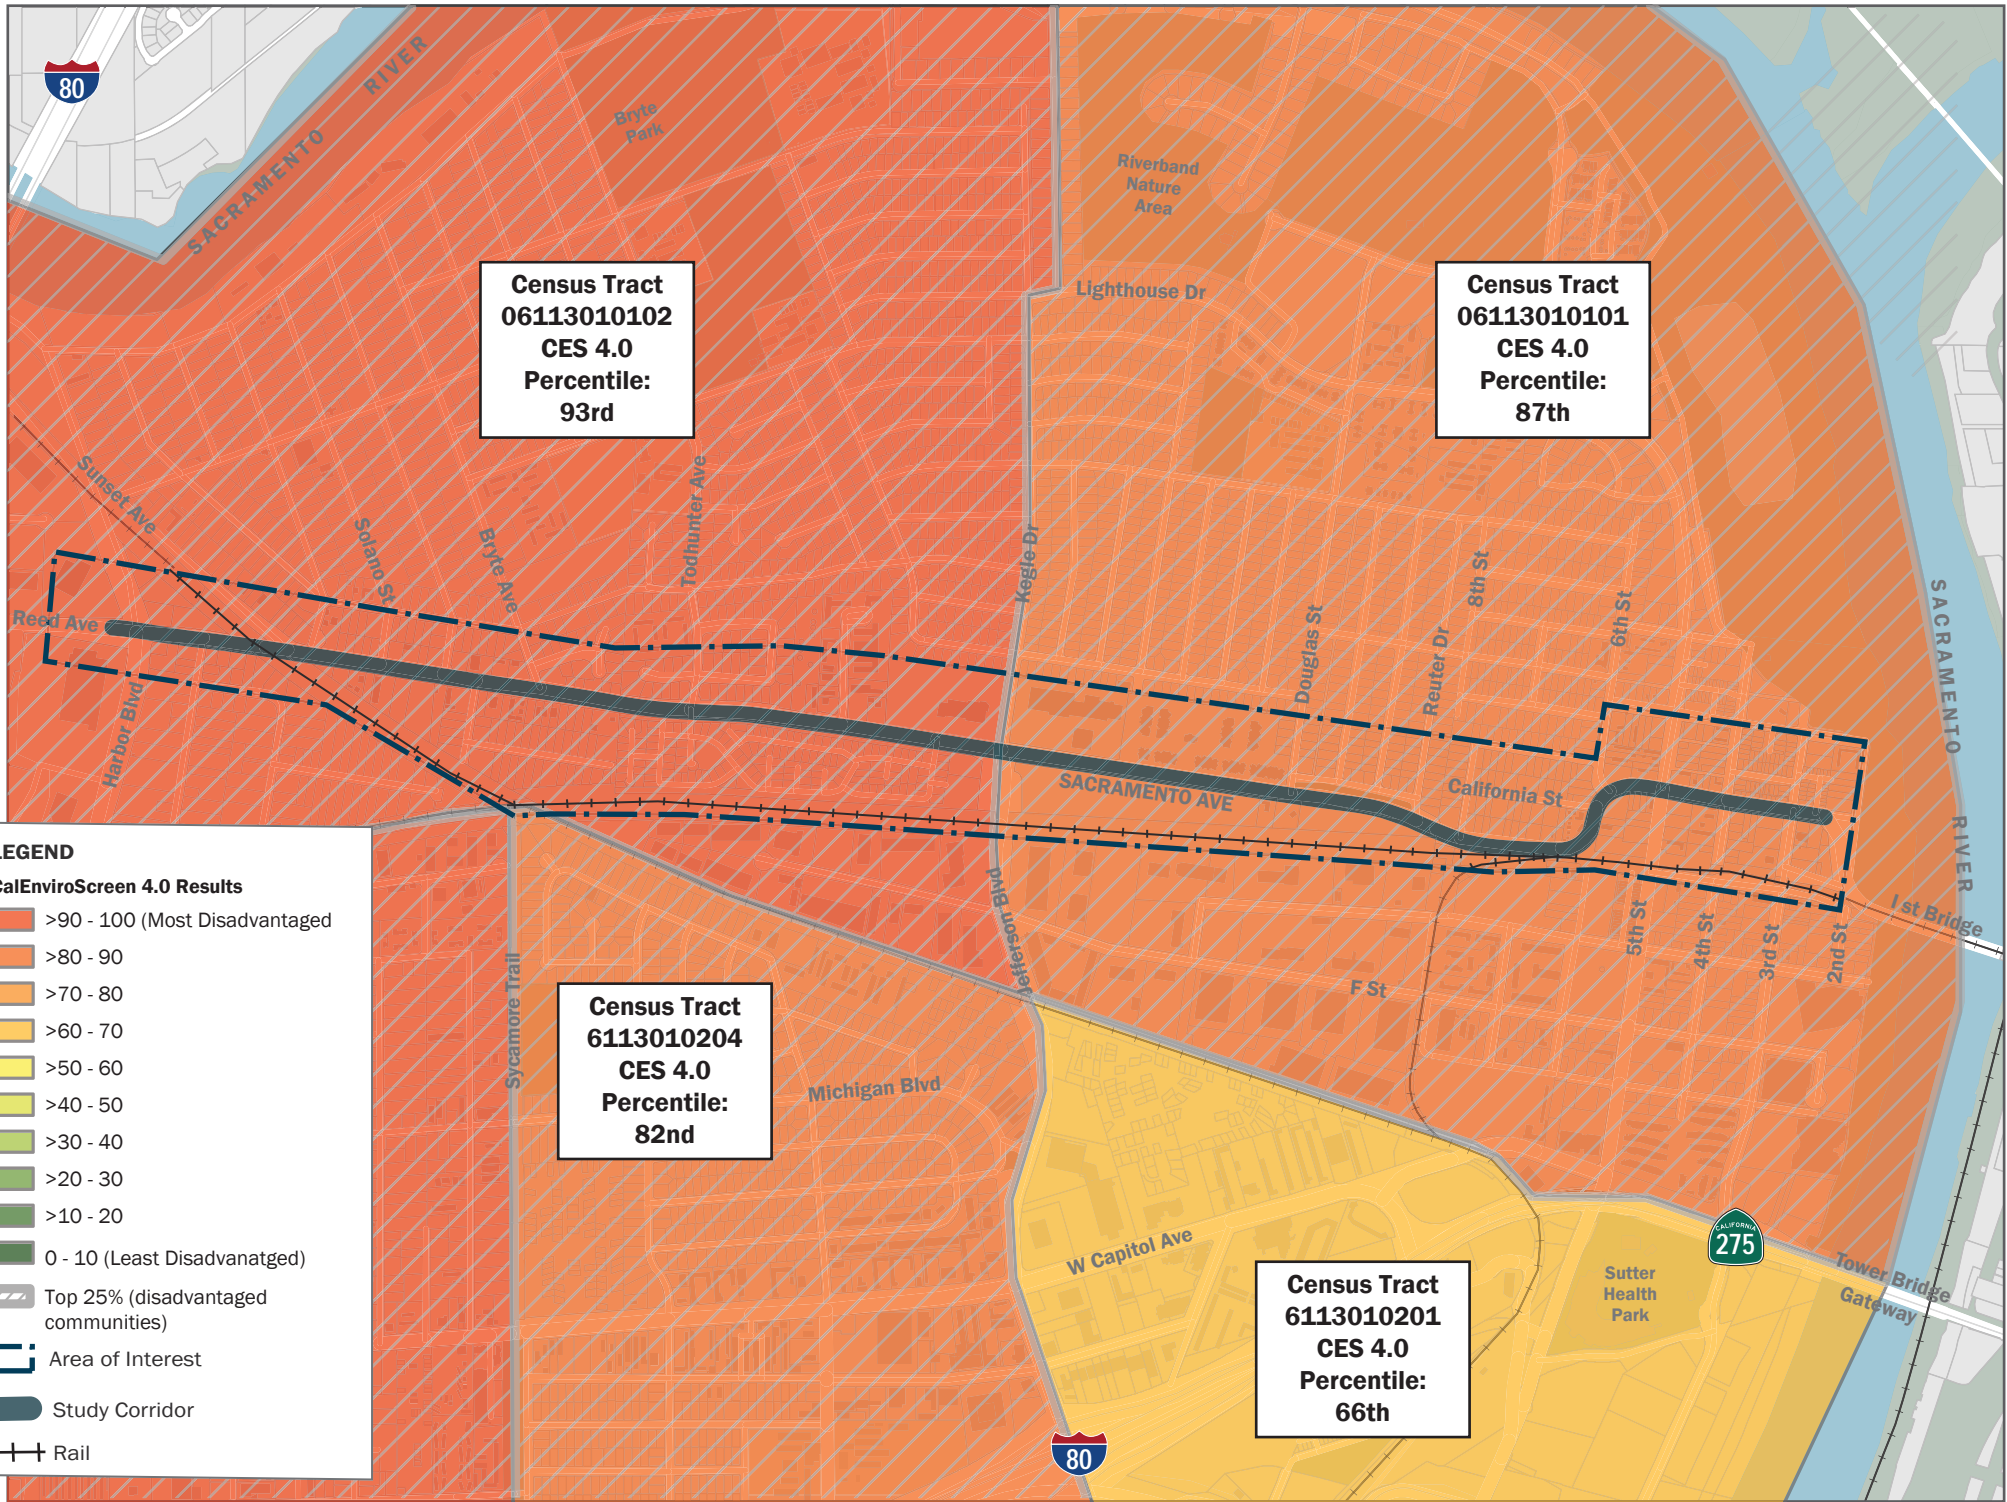 80
SACRAMENTO
RIVER
Bryte
Park
Riverband
Nature
Area
Census Tract
06113010102
CES 4.0
Percentile:
93rd
Lighthouse Dr
Census Tract
06113010101
CES 4.0
Percentile:
87th
Sunset Ave
Solano St
Bryte Ave
Todhunter Ave
Kegle Dr
Douglas St
Reuter Dr
8th St
6th St
SACRAMENTO
RIVER
Reed Ave
Harbor Blvd
SACRAMENTO AVE
California St
Jefferson Blvd
I st Bridge
5th St
4th St
3rd St
2nd St
F St
Sycamore Trail
Census Tract
6113010204
CES 4.0
Percentile:
82nd
Michigan Blvd
W Capitol Ave
Census Tract
6113010201
CES 4.0
Percentile:
66th
Sutter
Health
Park
CALIFORNIA
275
Tower Bridge
Gateway
80
LEGEND
CalEnviroScreen 4.0 Results
>90 - 100 (Most Disadvantaged
>80 - 90
>70 - 80
>60 - 70
>50 - 60
>40 - 50
>30 - 40
>20 - 30
>10 - 20
0 - 10 (Least Disadvanatged)
Top 25% (disadvantaged
communities)
Area of Interest
Study Corridor
Rail